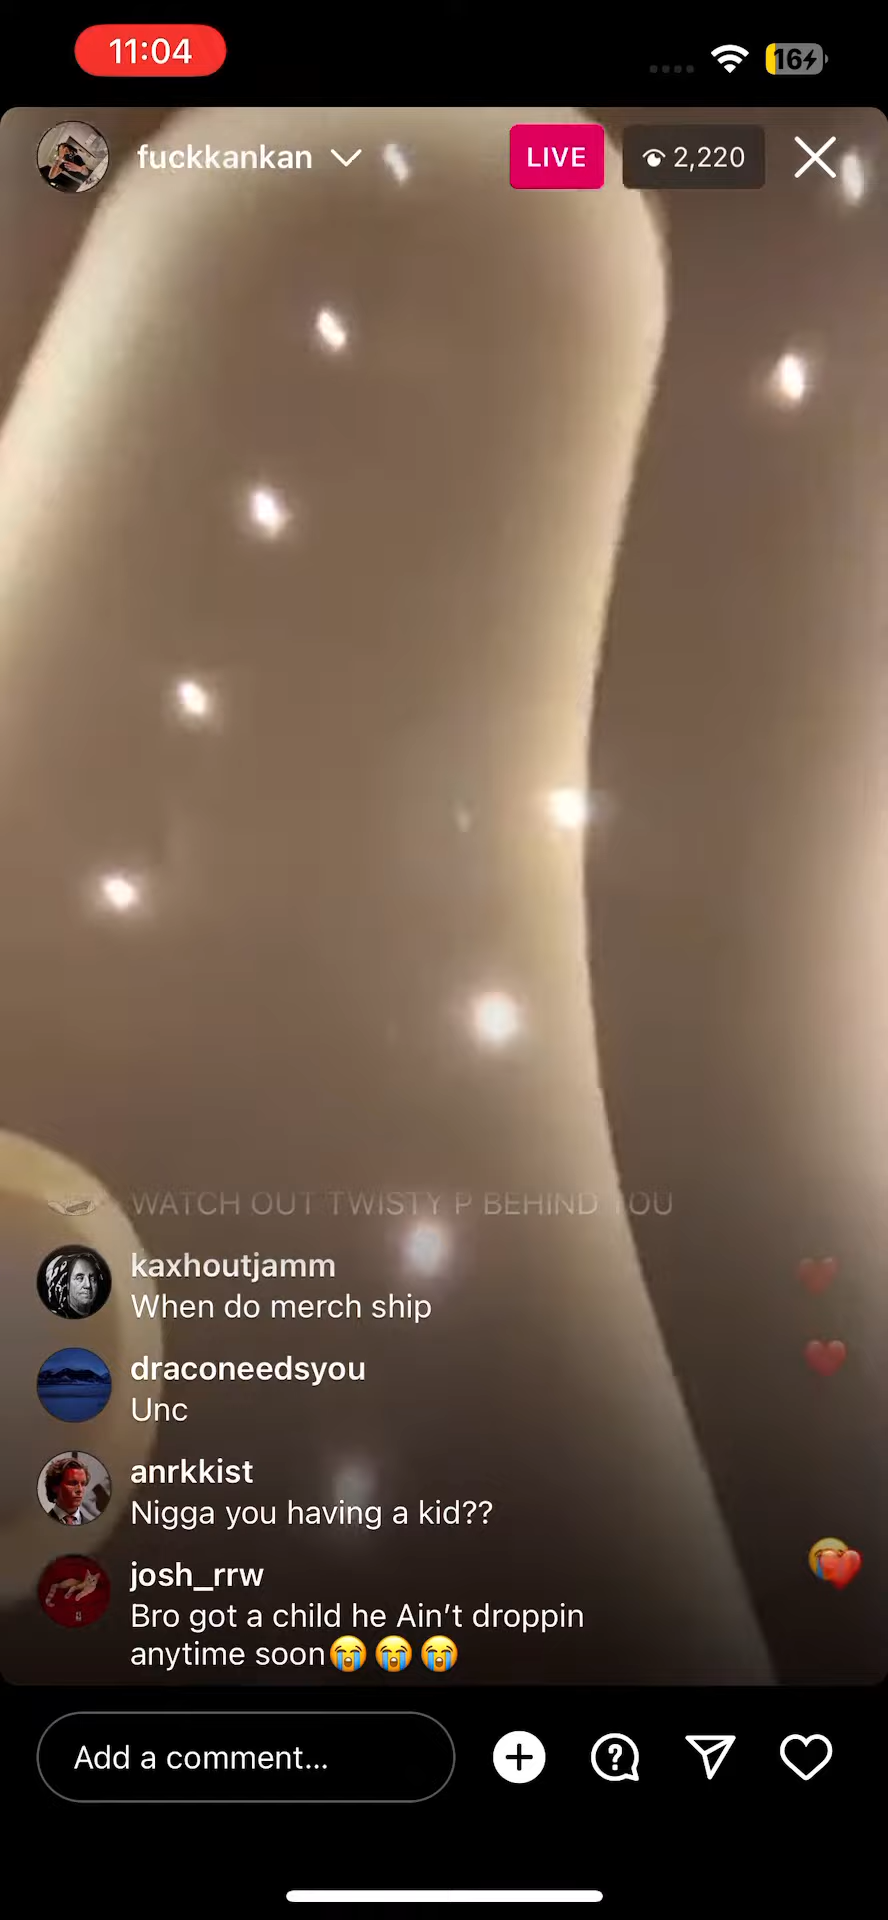 11:04
16
fuckkankan
LIVE
2,220
WATCH OUT TWISTY P BEHIND YOU
kaxhoutjamm
When do merch ship
draconeedsyou
Unc
anrkkist
Nigga you having a kid??
josh_rrw
Bro got a child he Ain't droppin
anytime soon😭😭😭
Add a comment...